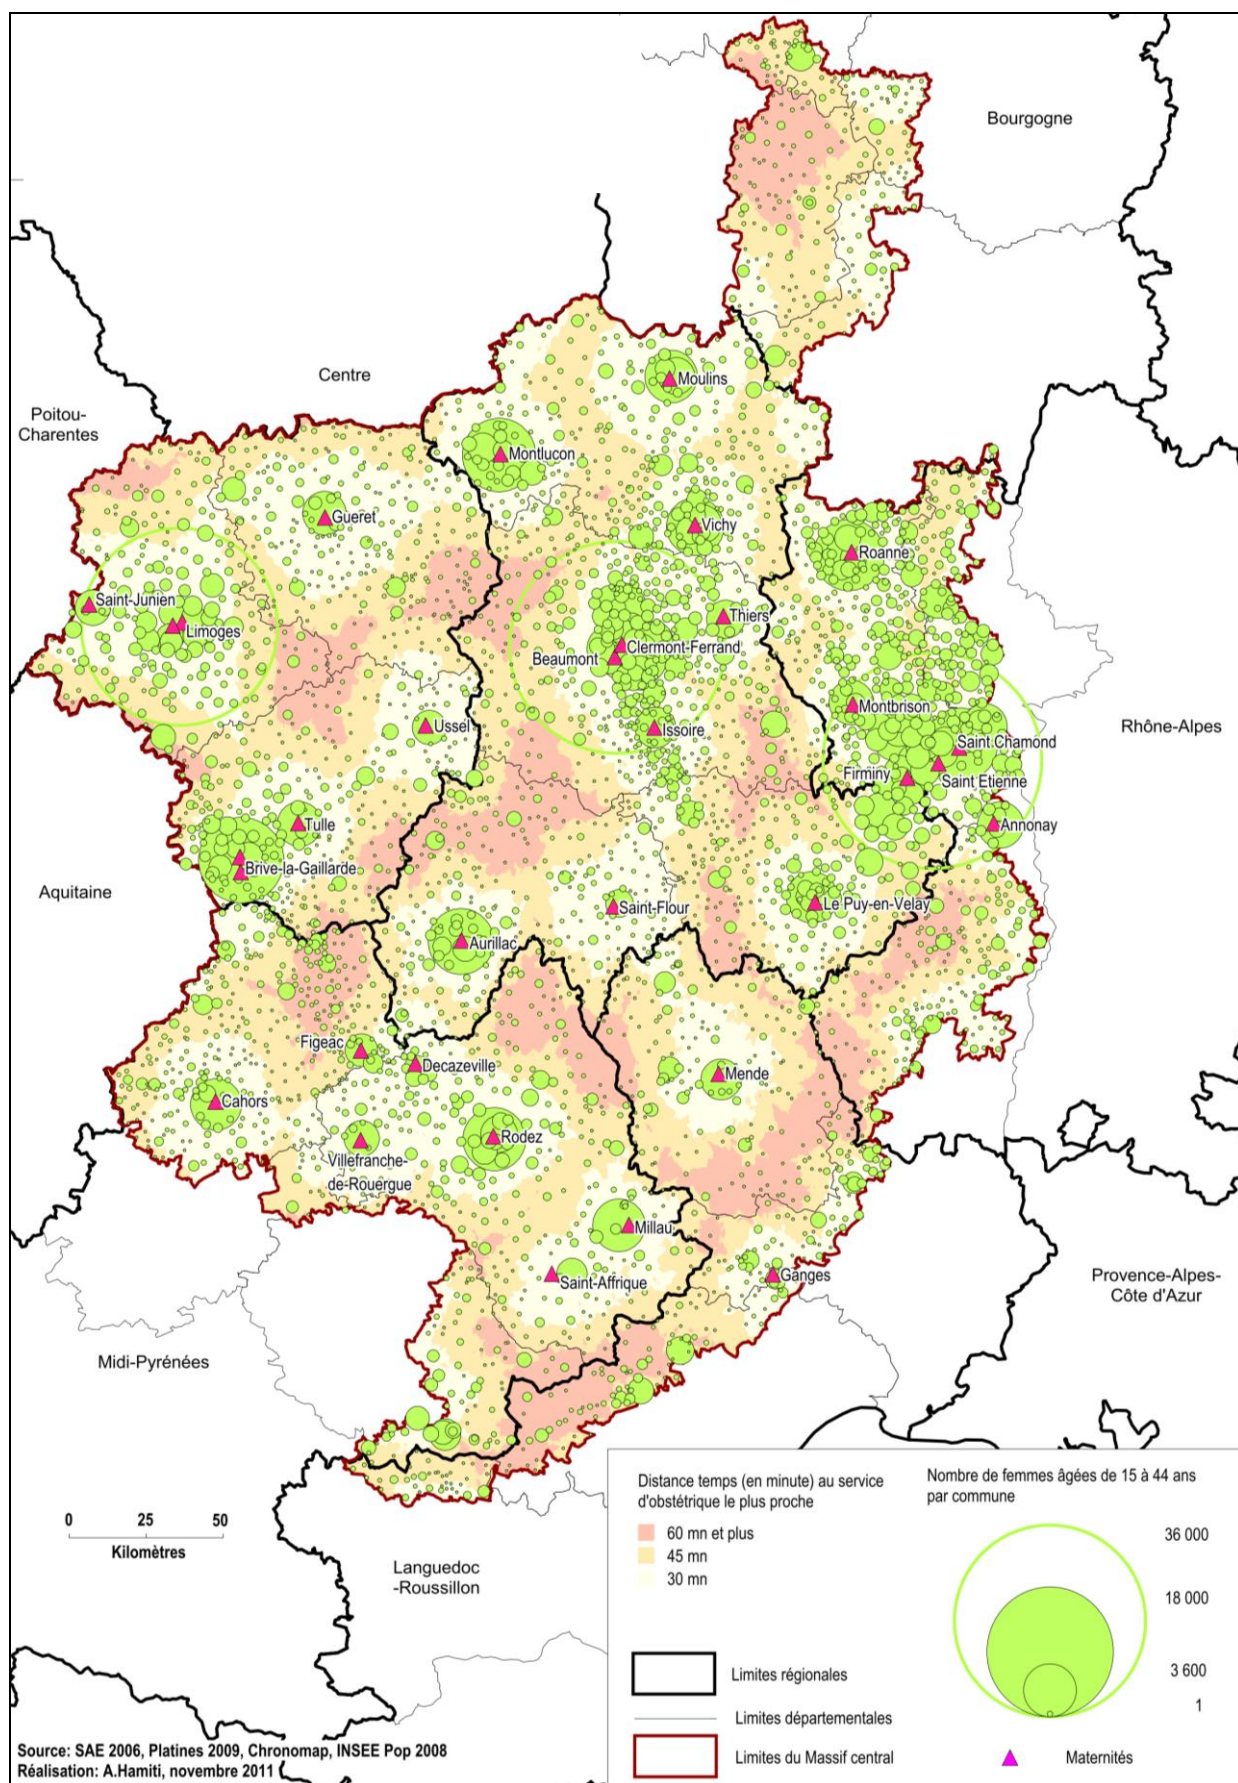 Bourgogne
Centre
Poitou-
Charentes
Moulins
Montlucon
Gueret
Vichy
Roanne
Saint-Junien
Limoges
Thiers
Clermont-Ferrand
Beaumont
Montbrison
Ussel
Issoire
Rhône-Alpes
Saint Chamond
Firminy
Saint Etienne
Tulle
Annonay
Brive-la-Gaillarde
Aquitaine
Saint-Flour
Le Puy-en-Velay
Aurillac
Figeac
Decazeville
Mende
Cahors
Rodez
Villefranche-
de-Rouergue
Millau
Saint-Affrique
Ganges
Provence-Alpes-
Côte d'Azur
Midi-Pyrénées
Languedoc
-Roussillon
0 25 50
Kilomètres
Distance temps (en minute) au service
d'obstétrique le plus proche
60 mn et plus
45 mn
30 mn
Nombre de femmes âgées de 15 à 44 ans
par commune
36 000
18 000
3 600
1
Limites régionales
Limites départementales
Limites du Massif central
Maternités
Source: SAE 2006, Platines 2009, Chronomap, INSEE Pop 2008
Réalisation: A.Hamiti, novembre 2011